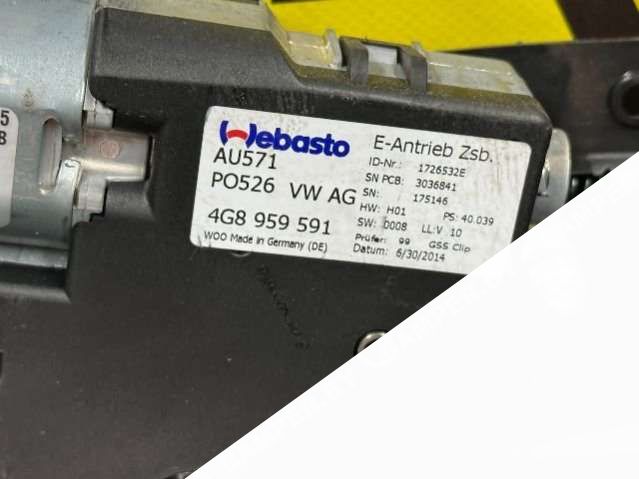 Webasto
AU571
PO526 VW AG
4G8 959 591
WOO Made in Germany (DE)
E-Antrieb Zsb.
ID-Nr.: 1726532E
SN PCB: 3036841
SN: 175146
HW: H01 PS: 40.039
SW: 0008 LL:V 10
Prüfer: 99 GSS Clip
Datum: 6/30/2014
5
B